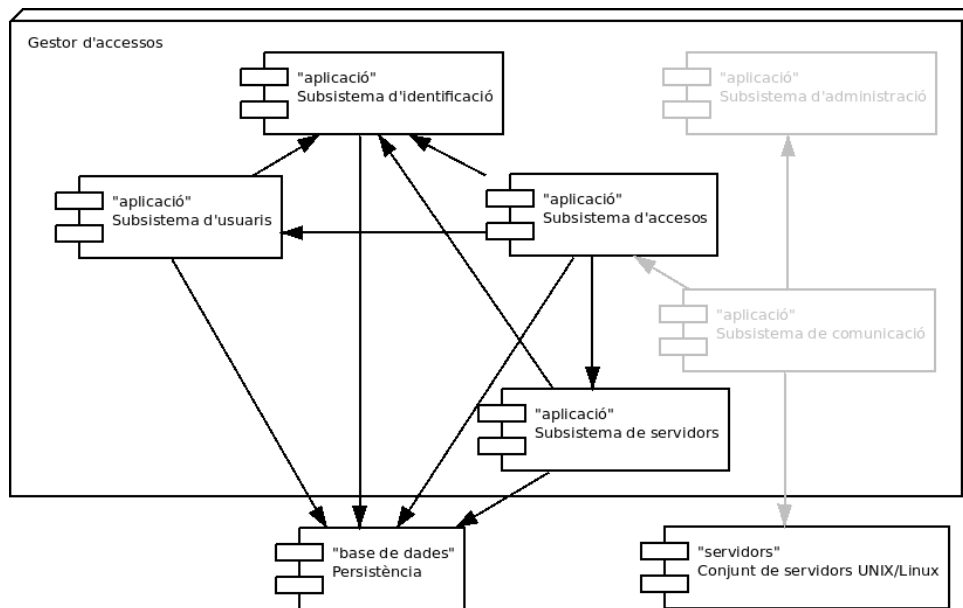 Gestor d'accessos
"aplicació"
Subsistema d'identificació
"aplicació"
Subsistema d'administració
"aplicació"
Subsistema d'usuaris
"aplicació"
Subsistema d'accesos
"aplicació"
Subsistema de comunicació
"aplicació"
Subsistema de servidors
"base de dades"
Persistència
"servidors"
Conjunt de servidors UNIX/Linux